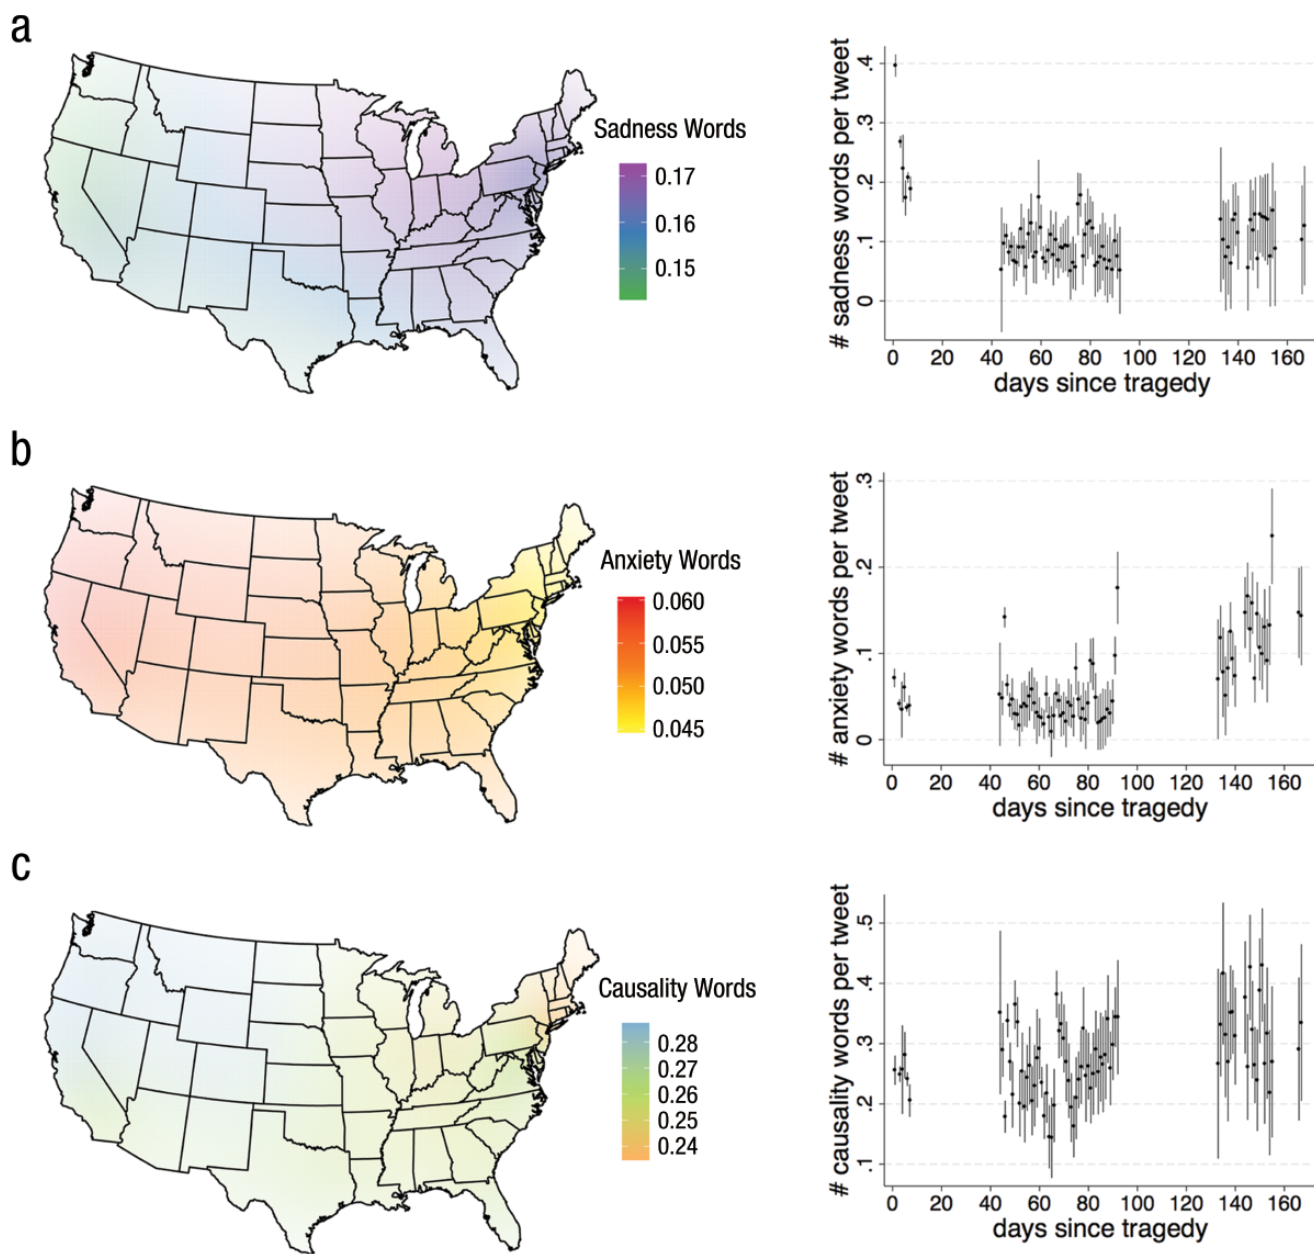 a
Sadness Words
0.17
0.16
0.15
# sadness words per tweet
.4
.3
.2
.1
0
0 20 40 60 80 100 120 140 160
days since tragedy
b
Anxiety Words
0.060
0.055
0.050
0.045
# anxiety words per tweet
.3
.2
.1
0
0 20 40 60 80 100 120 140 160
days since tragedy
c
Causality Words
0.28
0.27
0.26
0.25
0.24
# causality words per tweet
.5
.4
.3
.2
.1
0 20 40 60 80 100 120 140 160
days since tragedy